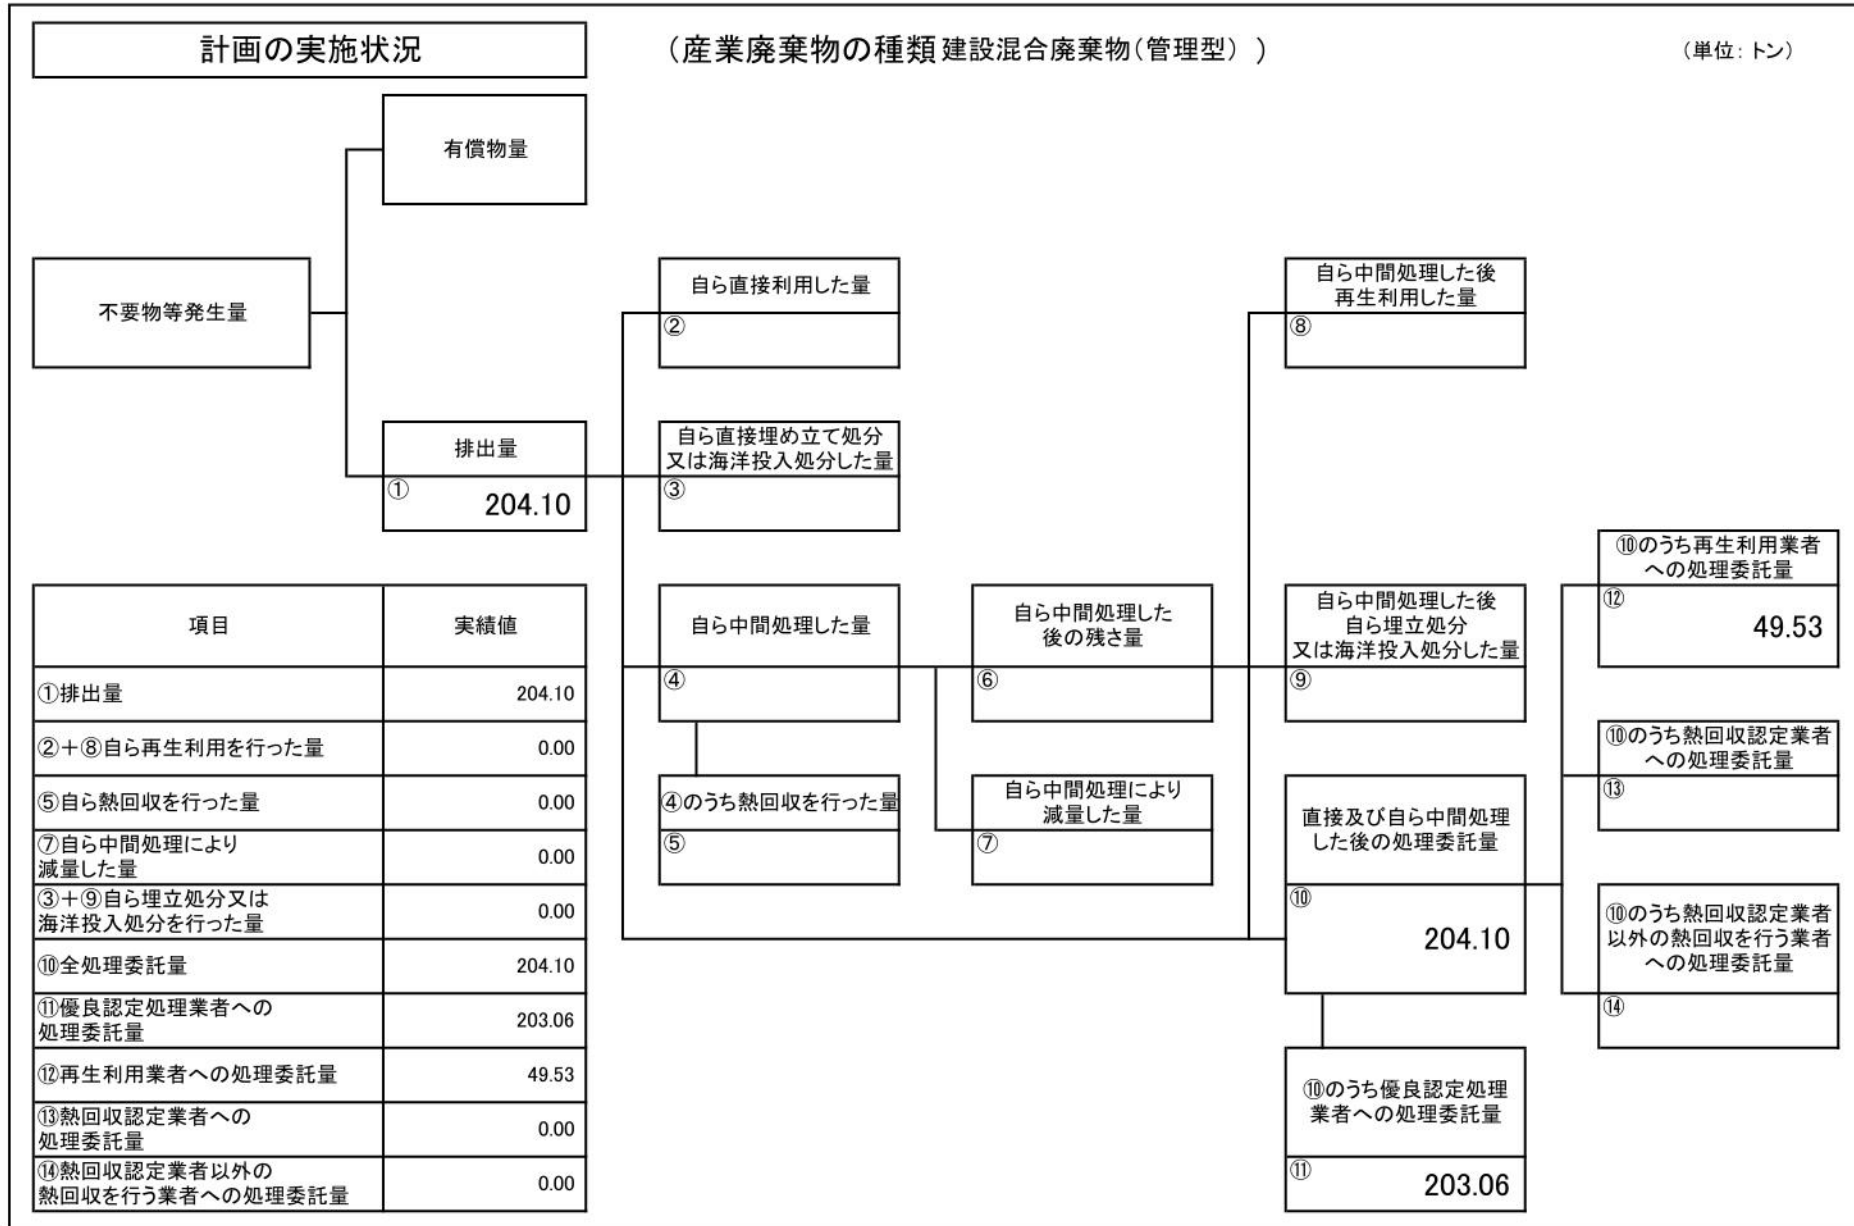 計画の実施状況
（産業廃棄物の種類 建設混合廃棄物（管理型） ）
（単位：トン）
有償物量
不要物等発生量
自ら直接利用した量
②
自ら中間処理した後
再生利用した量
⑧
排出量
①
204.10
自ら直接埋め立て処分
又は海洋投入処分した量
③
⑩のうち再生利用業者
への処理委託量
⑫
49.53
自ら中間処理した量
④
自ら中間処理した
後の残さ量
⑥
自ら中間処理した後
自ら埋立処分
又は海洋投入処分した量
⑨
⑩のうち熱回収認定業者
への処理委託量
⑬
④のうち熱回収を行った量
⑤
自ら中間処理により
減量した量
⑦
直接及び自ら中間処理
した後の処理委託量
⑩
204.10
⑩のうち熱回収認定業者
以外の熱回収を行う業者
への処理委託量
⑭
⑩のうち優良認定処理
業者への処理委託量
⑪
203.06
項目 実績値
①排出量 204.10
②＋⑧自ら再生利用を行った量 0.00
⑤自ら熱回収を行った量 0.00
⑦自ら中間処理により
減量した量 0.00
③＋⑨自ら埋立処分又は
海洋投入処分を行った量 0.00
⑩全処理委託量 204.10
⑪優良認定処理業者への
処理委託量 203.06
⑫再生利用業者への処理委託量 49.53
⑬熱回収認定業者への
処理委託量 0.00
⑭熱回収認定業者以外の
熱回収を行う業者への処理委託量 0.00